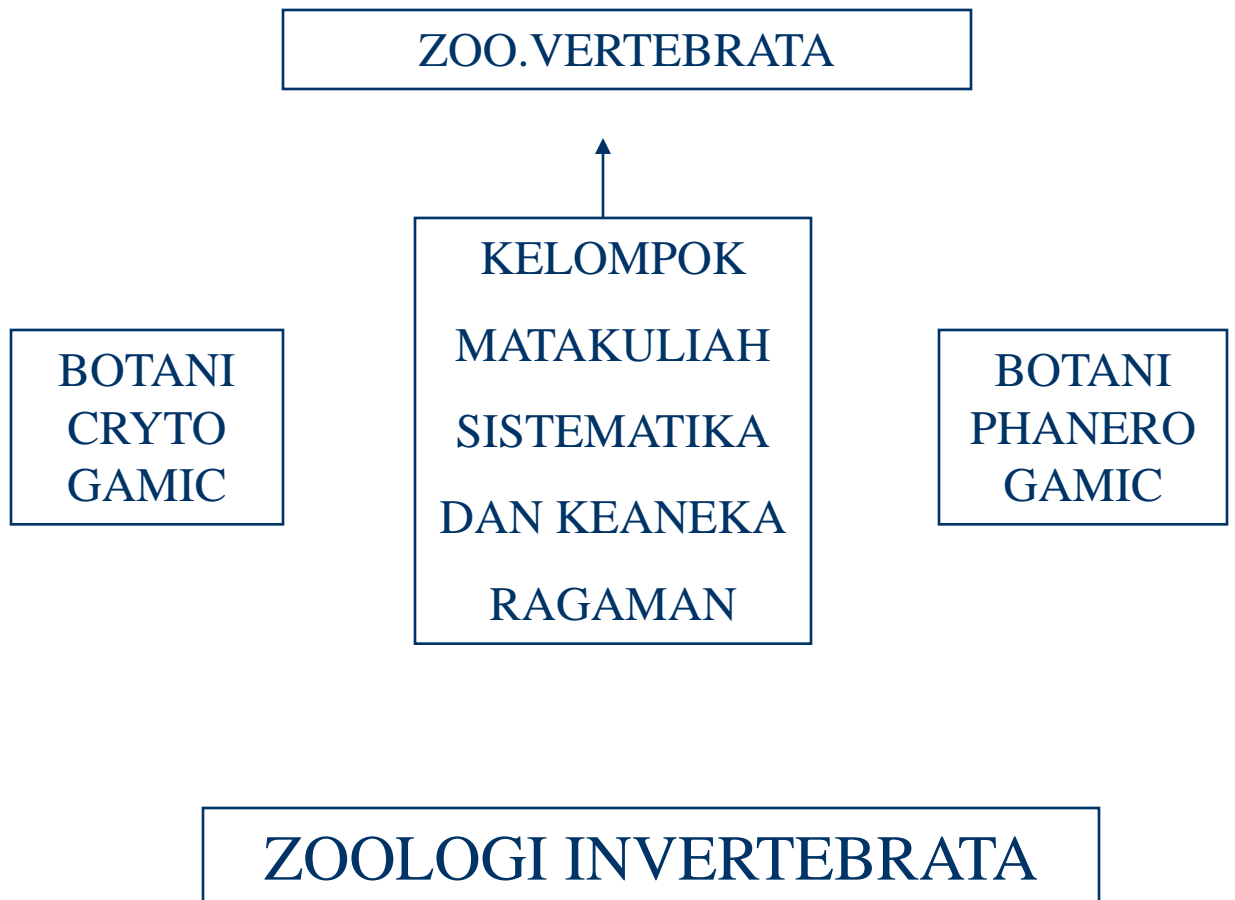 ZOO.VERTEBRATA
KELOMPOK
MATAKULIAH
SISTEMATIKA
DAN KEANEKA
RAGAMAN
BOTANI
CRYTO
GAMIC
BOTANI
PHANERO
GAMIC
ZOOLOGI INVERTEBRATA